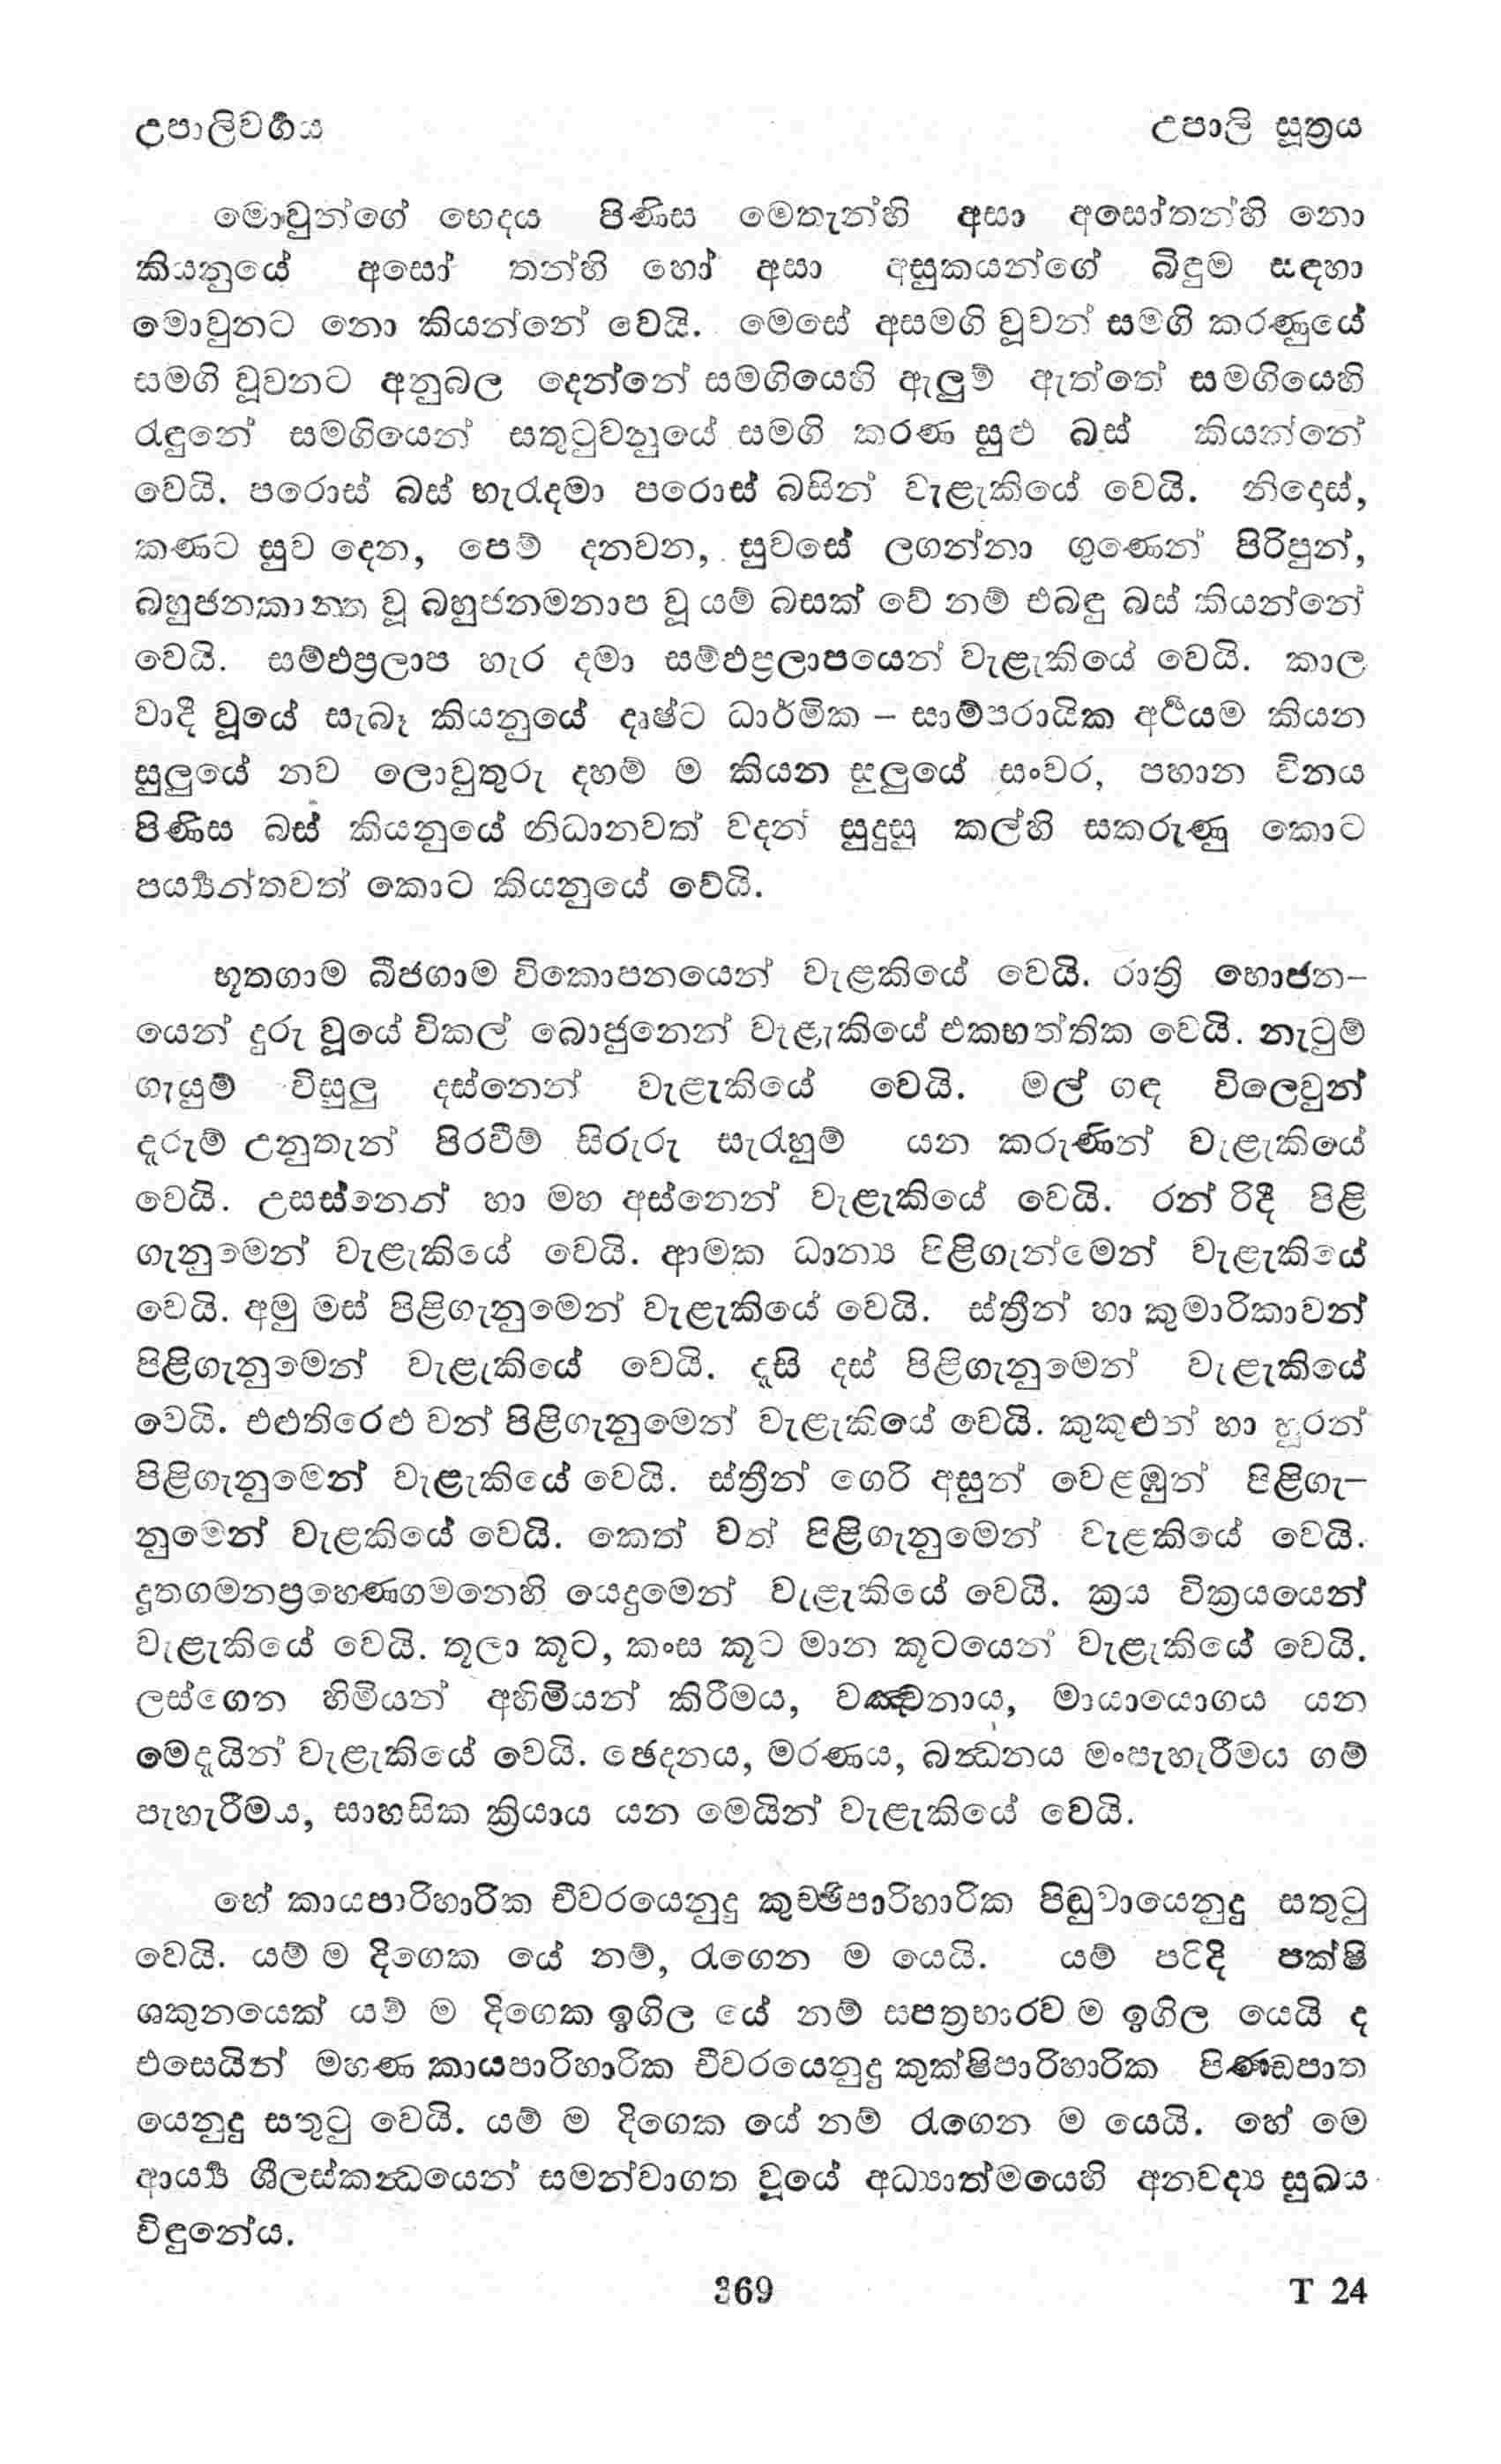 උපාලිවර්‍ගය
උපාලි සූත්‍රය
මොවුන්ගේ භෙදය පිණිස මෙතැන්හි අසා අසෝතන්හි නො
කියනුයේ අසෝ තන්හි හෝ අසා අසුකයන්ගේ බිඳුම සඳහා
මොවුනට නො කියන්නේ වෙයි. මෙසේ අසමගි වූවන් සමගි කරණුයේ
සමගි වූවනට අනුබල දෙන්නේ සමගියෙහි ඇලුම් ඇත්තේ සමගියෙහි
රැඳුනේ සමගියෙන් සතුටුවනුයේ සමගි කරණ සුළු බස් කියන්නේ
වෙයි. පරොස් බස් හැරැදමා පරොස් බසින් වැළැකියේ වෙයි. නිදොස්,
කණට සුව දෙන, පෙම් දනවන, සුවසේ ලගන්නා ගුණෙන් පිරිපුන්,
බහුජනකාන්‍ත වූ බහුජනමනාප වූ යම් බසක් වේ නම් එබඳු බස් කියන්නේ
වෙයි. සම්ඵප්‍රලාප හැර දමා සම්ඵප්‍රලාපයෙන් වැළැකියේ වෙයි. කාල
වාදී වූයේ සැබෑ කියනුයේ දෘෂ්ට ධාර්මික – සාම්පරායික අර්‍ථයම කියන
සුලුයේ නව ලොවුතුරු දහම් ම කියන සුලුයේ සංවර, පහාන විනය
පිණිස බස් කියනුයේ නිධානවත් වදන් සුදුසු කල්හි සකරුණු කොට
පර්‍ය්‍යන්තවත් කොට කියනුයේ වේයි.
භූතගාම බීජගාම විකොපනයෙන් වැළකියේ වෙයි. රාත්‍රි භොජන–
යෙන් දුරු වූයේ විකල් බොජුනෙන් වැළැකියේ එකභත්තික වෙයි. නැටුම්
ගැයුම් විසුලු දස්නෙන් වැළැකියේ වෙයි. මල් ගඳ විලෙවුන්
දැරුම් උනුතැන් පිරවීම් සිරුරු සැරැහුම් යන කරුණින් වැළැකියේ
වෙයි. උසස්නෙන් හා මහ අස්නෙන් වැළැකියේ වෙයි. රන් රිදී පිළි
ගැනුමෙන් වැළැකියේ වෙයි. ආමක ධාන්‍ය පිළිගැන්මෙන් වැළැකියේ
වෙයි. අමු මස් පිළිගැනුමෙන් වැළැකියේ වෙයි. ස්ත්‍රීන් හා කුමාරිකාවන්
පිළිගැනුමෙන් වැළැකියේ වෙයි. දැසි දස් පිළිගැනුමෙන් වැළැකියේ
වෙයි. එළුතිරෙළු වන් පිළිගැනුමෙන් වැළැකියේ වෙයි. කුකුළුන් හා හූරන්
පිළිගැනුමෙන් වැළැකියේ වෙයි. ස්ත්‍රීන් ගෙරි අසුන් වෙළඹුන් පිළිගැ–
නුමෙන් වැළකියේ වෙයි. කෙත් වත් පිළිගැනුමෙන් වැළකියේ වෙයි.
දූතගමනප්‍රහෙණගමනෙහි යෙදුමෙන් වැළැකියේ වෙයි. ක්‍රය වික්‍රයයෙන්
වැළැකියේ වෙයි. තූලා කූට, කංස කූට මාන කූටයෙන් වැළැකියේ වෙයි.
ලස්ගෙන හිමියන් අහිමියන් කිරීමය, වඤ්චනාය, මායායොගය යන
මෙදැයින් වැළැකියේ වෙයි. ඡෙදනය, මරණය, බන්‍ධනය මංපැහැරීමය ගම්
පැහැරීමය, සාහසික ක්‍රියාය යන මෙයින් වැළැකියේ වෙයි.
හේ කායපාරිහාරික චීවරයෙනුදු කුච්ඡිපාරිහාරික පිඬුවායෙනුදු සතුටු
වෙයි. යම් ම දිගෙක යේ නම්, රැගෙන ම යෙයි. යම් පරිදි පක්ෂි
ශකුනයෙක් යම් ම දිගෙක ඉගිල යේ නම් සපත්‍රභාරව ම ඉගිල යෙයි ද
එසෙයින් මහණ කායපාරිහාරික චීවරයෙනුදු කුක්ෂිපාරිහාරික පිණ්ඩපාත
යෙනුදු සතුටු වෙයි. යම් ම දිගෙක යේ නම් රැගෙන ම යෙයි. හේ මෙ
ආර්‍ය්‍ය ශීලස්කන්‍ධයෙන් සමන්වාගත වූයේ අධ්‍යාත්මයෙහි අනවද්‍ය සුඛය
විඳුනේය.
369
T 24